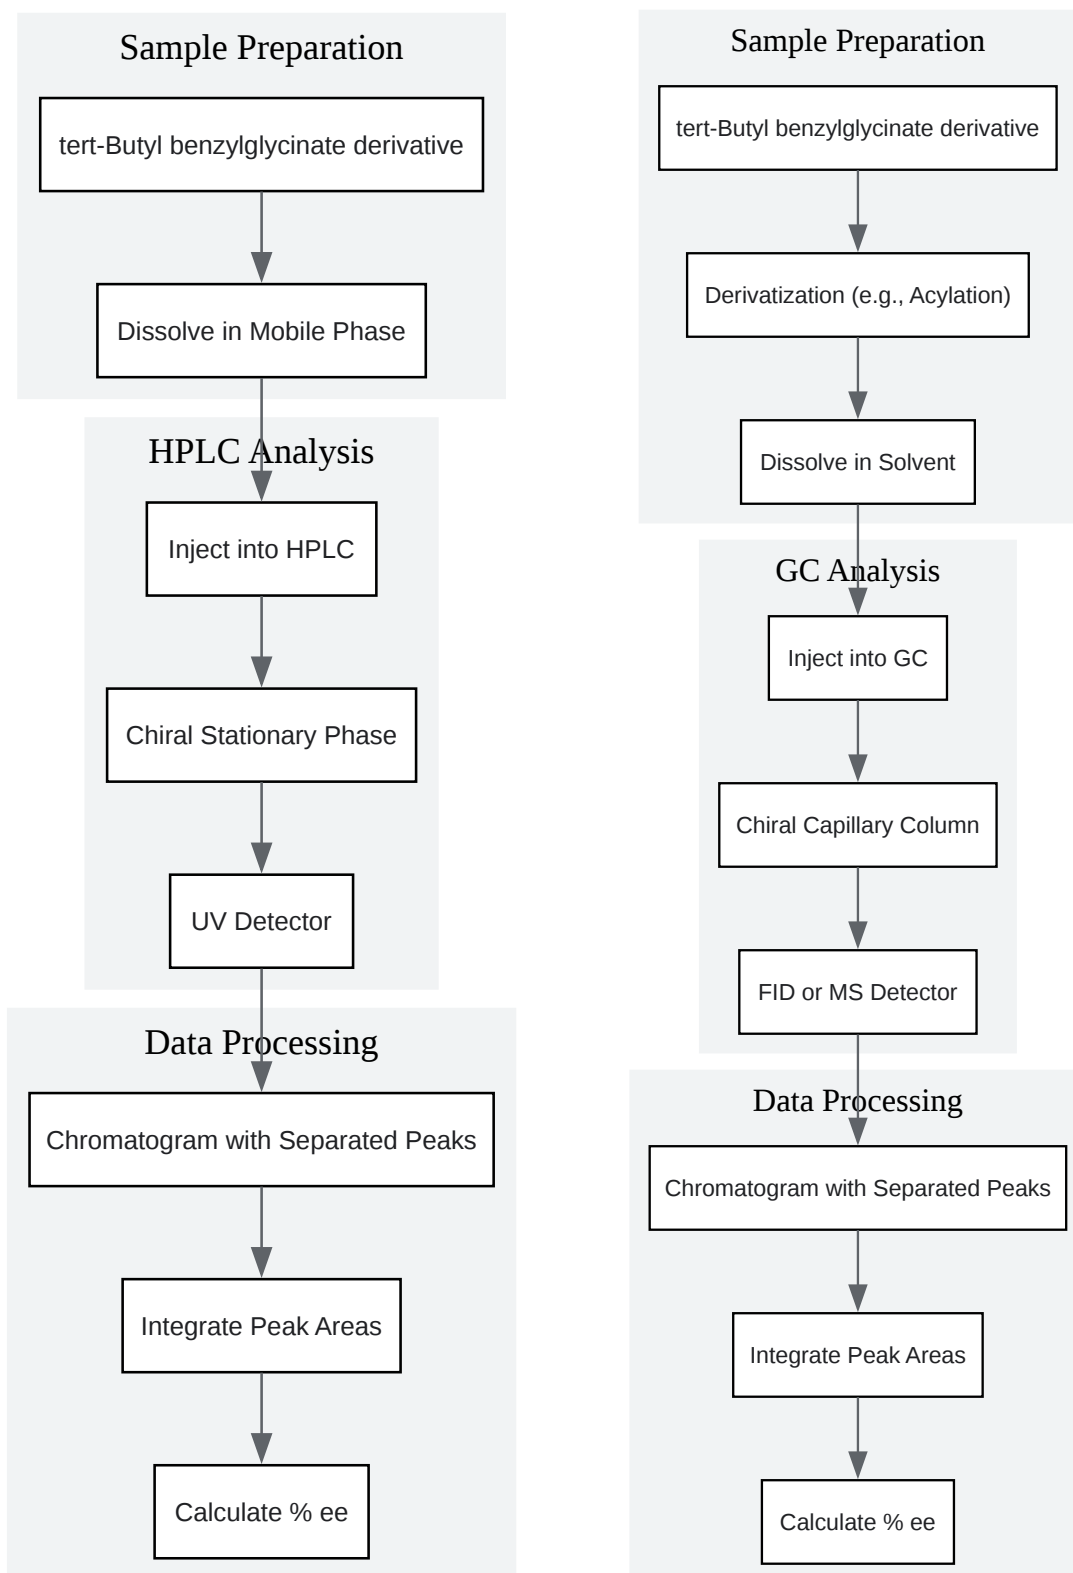 Sample Preparation
tert-Butyl benzylglycinate derivative
Dissolve in Mobile Phase
HPLC Analysis
Inject into HPLC
Chiral Stationary Phase
UV Detector
Data Processing
Chromatogram with Separated Peaks
Integrate Peak Areas
Calculate % ee
Sample Preparation
tert-Butyl benzylglycinate derivative
Derivatization (e.g., Acylation)
Dissolve in Solvent
GC Analysis
Inject into GC
Chiral Capillary Column
FID or MS Detector
Data Processing
Chromatogram with Separated Peaks
Integrate Peak Areas
Calculate % ee